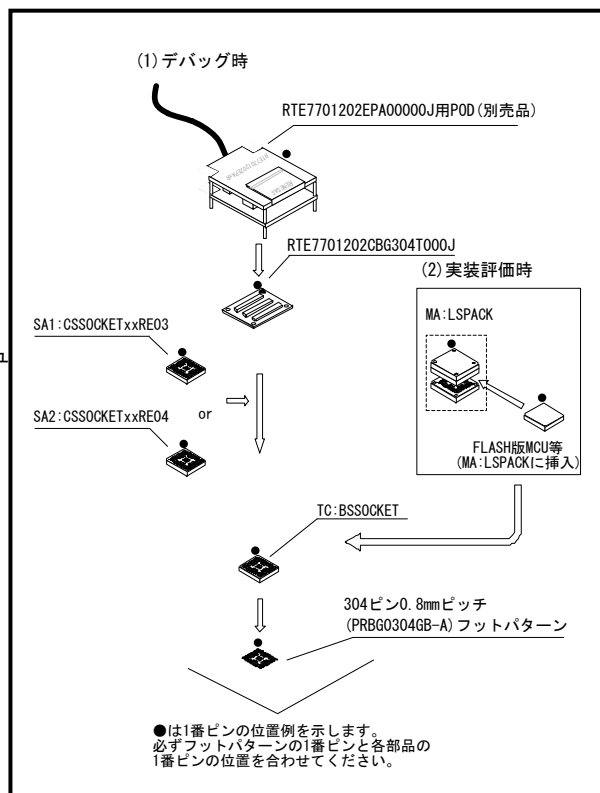 (1)デバッグ時
RTE7701202EPA00000J用POD(別売品)
RTE7701202CBG304T000J
(2)実装評価時
MA:LSPACK
SA1:CSSOCKETxxRE03
or
SA2:CSSOCKETxxRE04
FLASH版MCU等
(MA:LSPACKに挿入)
TC:BSSOCKET
304ピン0.8mmピッチ
(PRBG0304GB-A)フットパターン
●は1番ピンの位置例を示します。
必ずフットパターンの1番ピンと各部品の
1番ピンの位置を合わせてください。